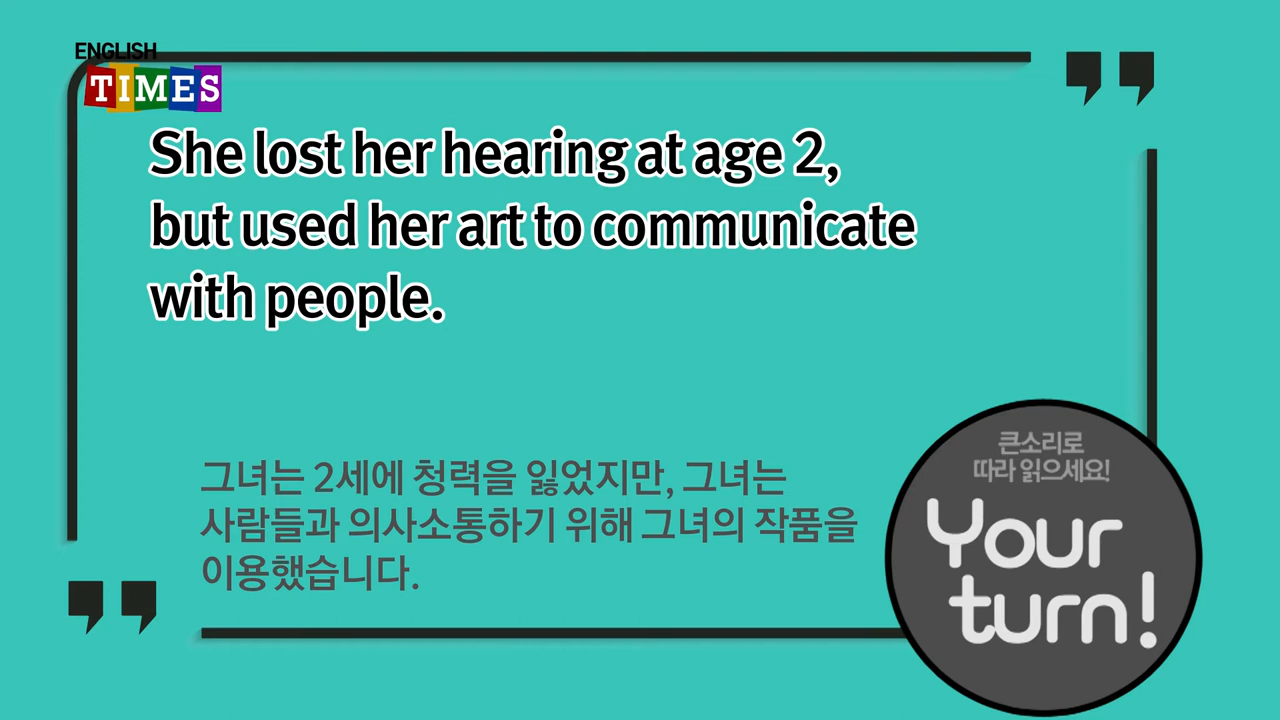 ENGLISH
TIMES
She lost her hearing at age 2,
but used her art to communicate
with people.
그녀는 2세에 청력을 잃었지만, 그녀는
사람들과 의사소통하기 위해 그녀의 작품을
이용했습니다.
큰소리로
따라 읽으세요!
Your
turn!